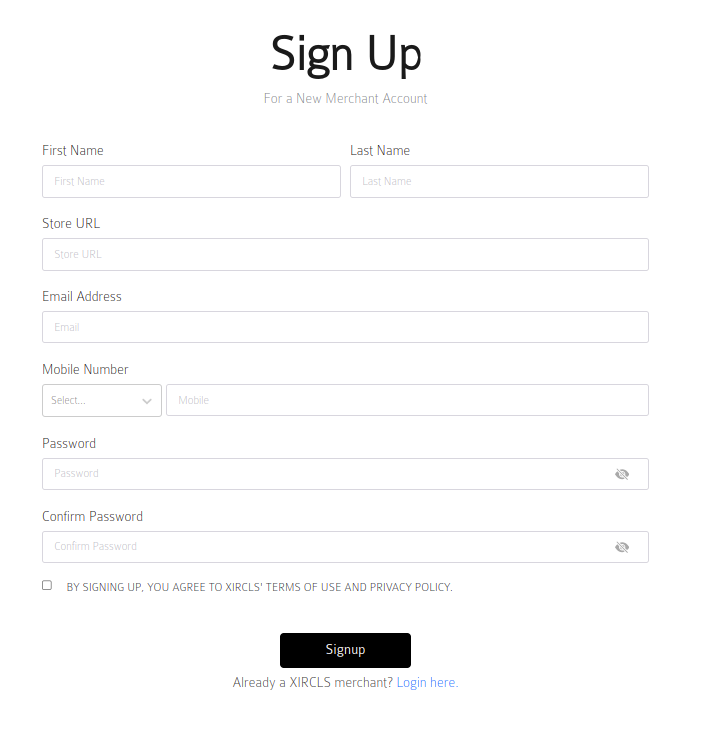 Sign Up
For a New Merchant Account
First Name
Last Name
First Name
Last Name
Store URL
Store URL
Email Address
Email
Mobile Number
Select...
Mobile
Password
Password
Confirm Password
Confirm Password
BY SIGNING UP, YOU AGREE TO XIRCLS' TERMS OF USE AND PRIVACY POLICY.
Signup
Already a XIRCLS merchant? Login here.